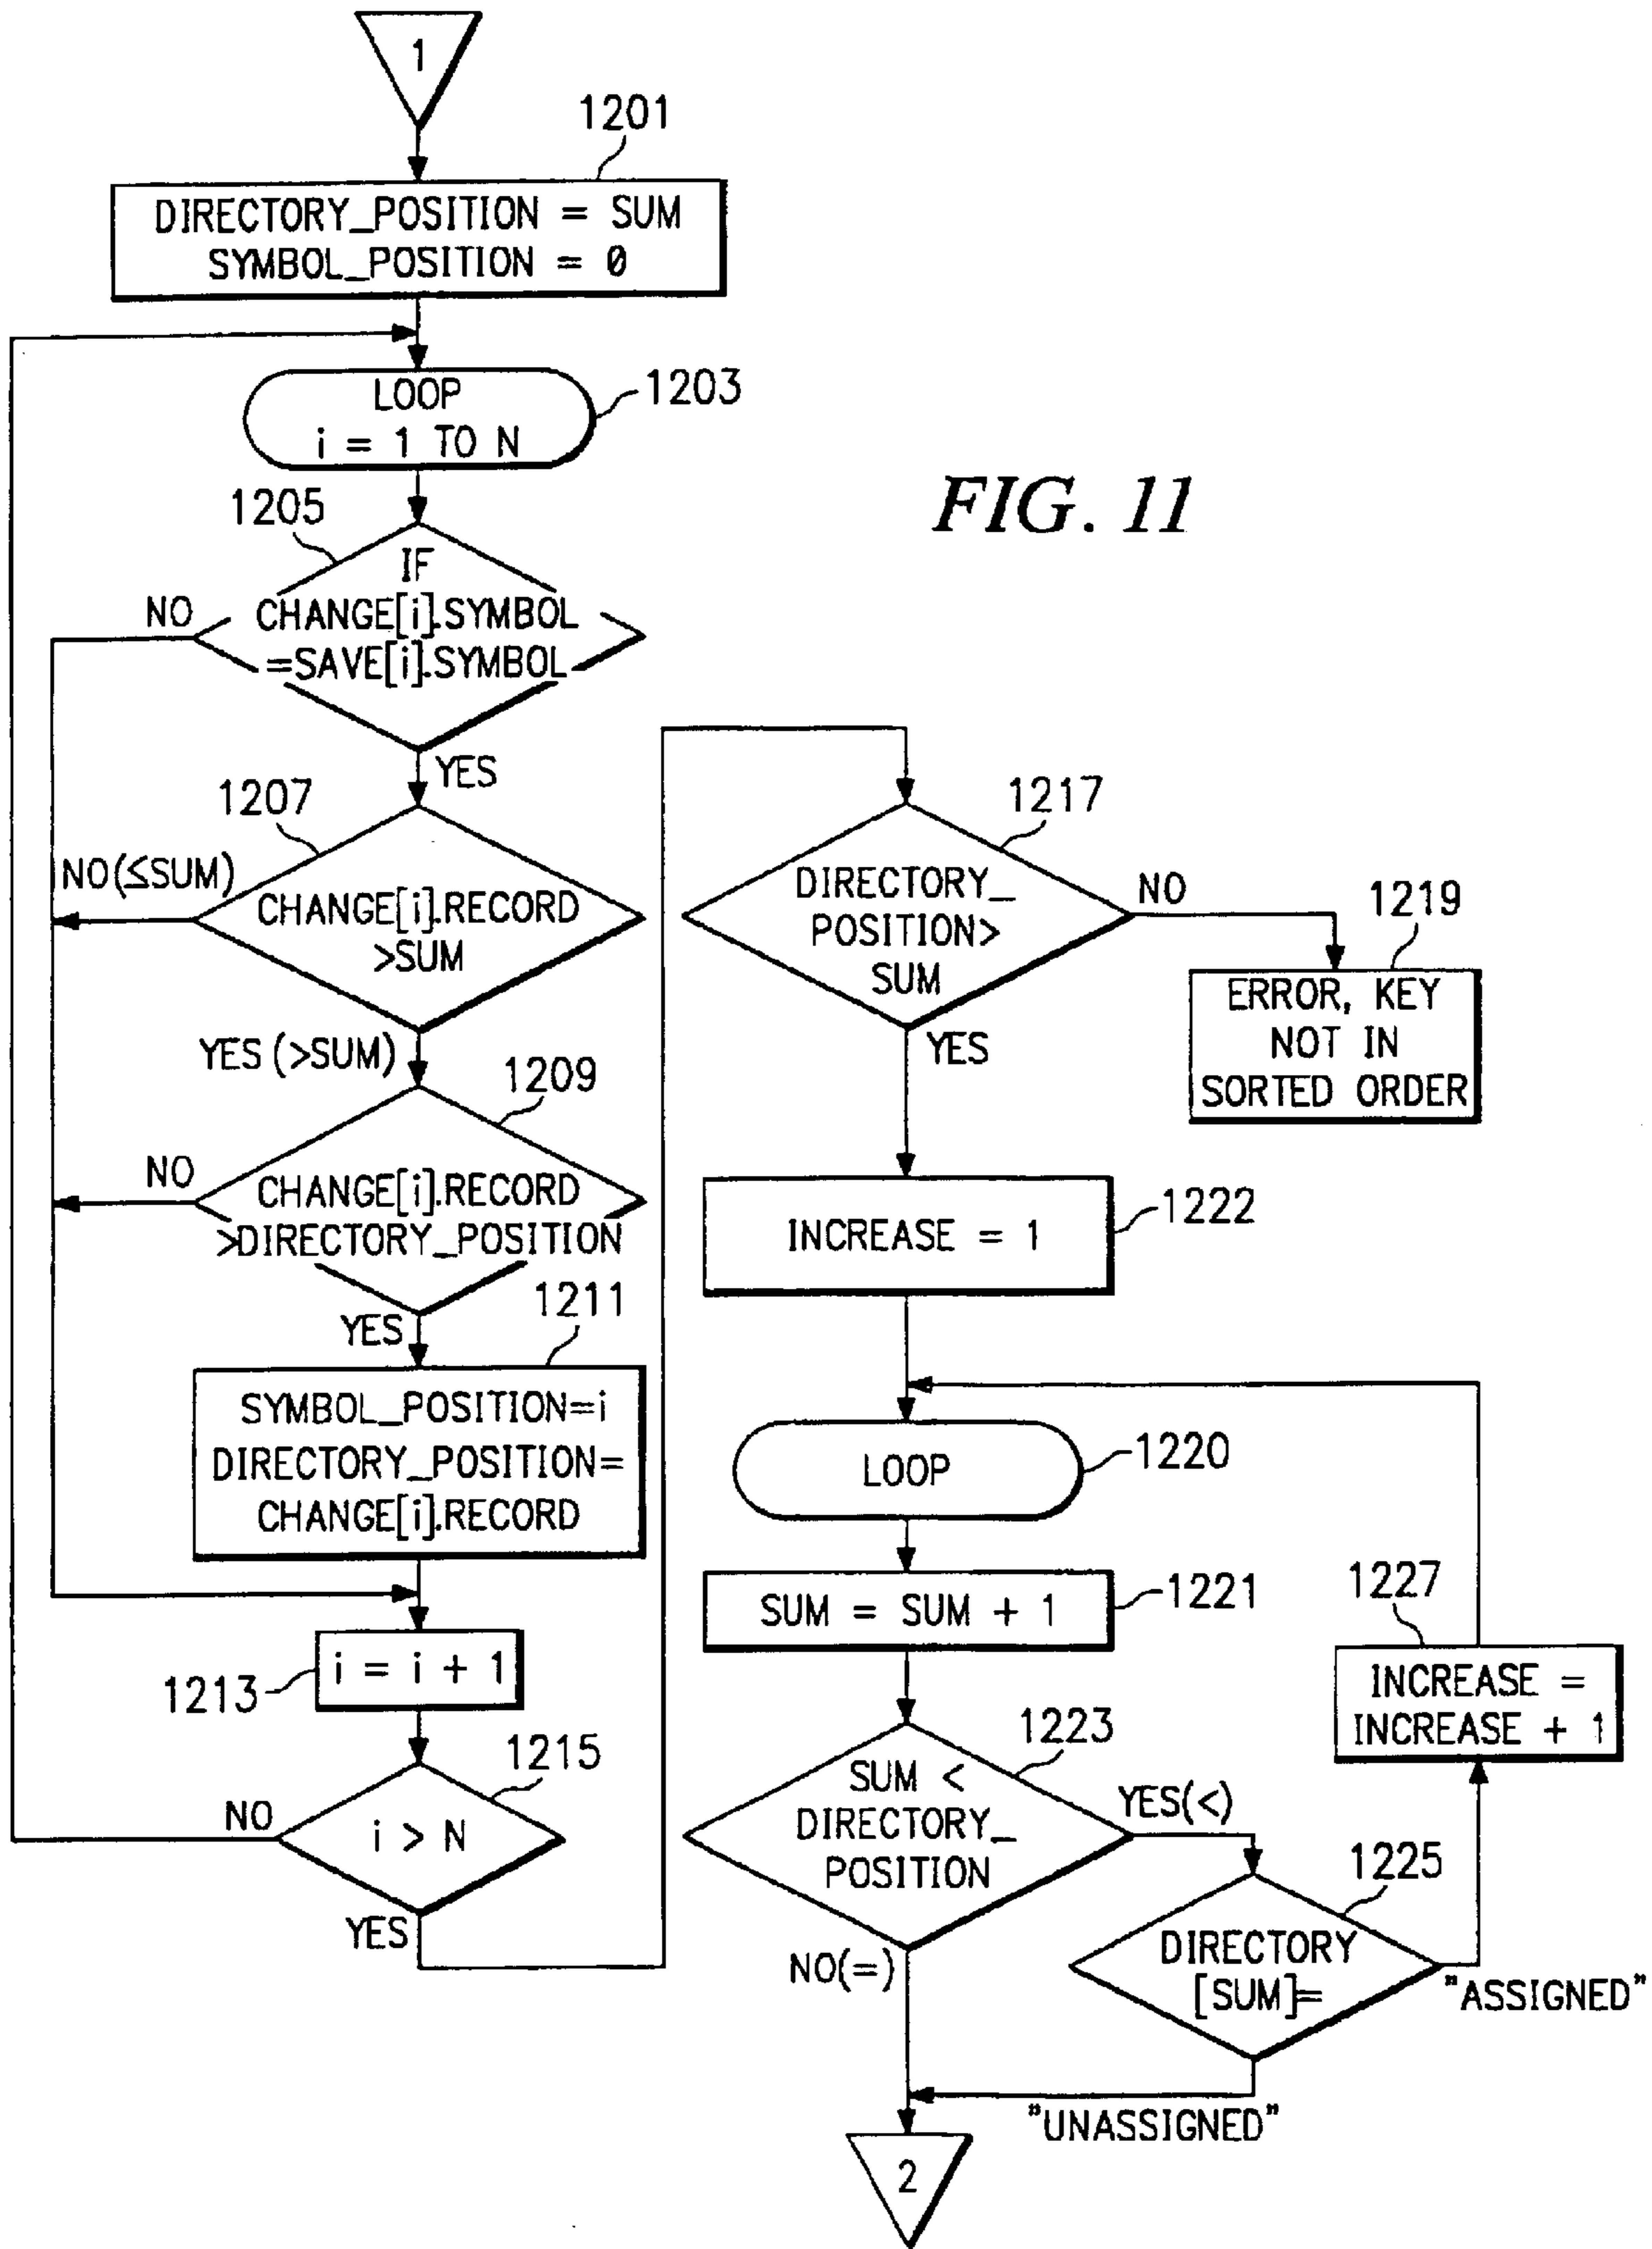 1
1201
DIRECTORY_POSITION = SUM
SYMBOL_POSITION = 0
LOOP
i = 1 TO N
1203
FIG. 11
1205
IF
CHANGE[i].SYMBOL
=SAVE[i].SYMBOL
NO
YES
1207
NO(≤SUM)
CHANGE[i].RECORD
>SUM
YES (>SUM)
1209
NO
CHANGE[i].RECORD
>DIRECTORY_POSITION
YES
1211
SYMBOL_POSITION=i
DIRECTORY_POSITION=
CHANGE[i].RECORD
i = i + 1
1213
1215
NO
i > N
YES
1217
DIRECTORY_
POSITION>
SUM
NO
1219
ERROR, KEY
NOT IN
SORTED ORDER
YES
INCREASE = 1
1222
LOOP
1220
SUM = SUM + 1
1221
1227
INCREASE =
INCREASE + 1
1223
SUM <
DIRECTORY_
POSITION
YES(<)
1225
NO(=)
DIRECTORY
[SUM]=
"ASSIGNED"
"UNASSIGNED"
2